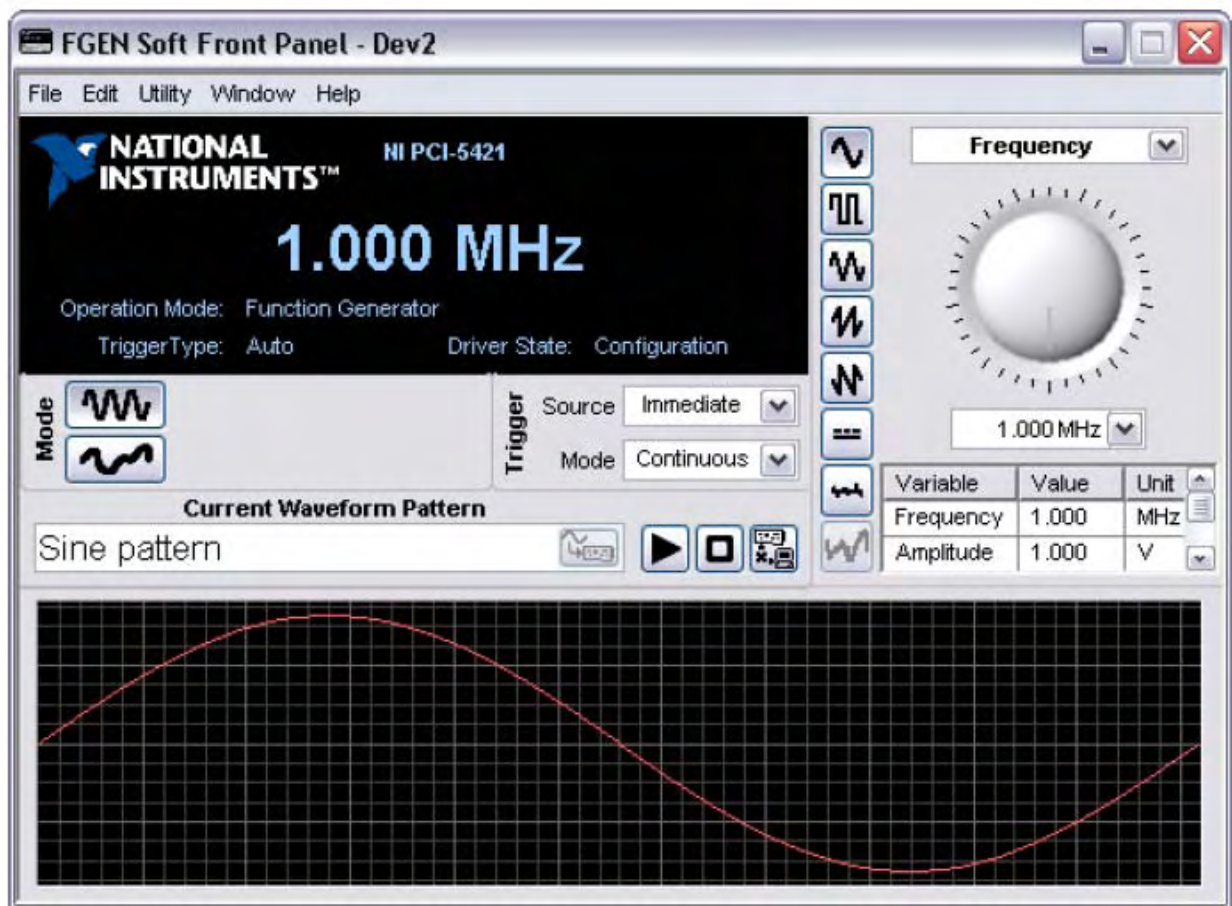 FGEN Soft Front Panel - Dev2
File Edit Utility Window Help
NATIONAL
INSTRUMENTS™
NI PCI-5421
1.000 MHz
Operation Mode: Function Generator
TriggerType: Auto Driver State: Configuration
Mode
Trigger
Source Immediate
Mode Continuous
Current Waveform Pattern
Sine pattern
Frequency
1.000 MHz
Variable Value Unit
Frequency 1.000 MHz
Amplitude 1.000 V